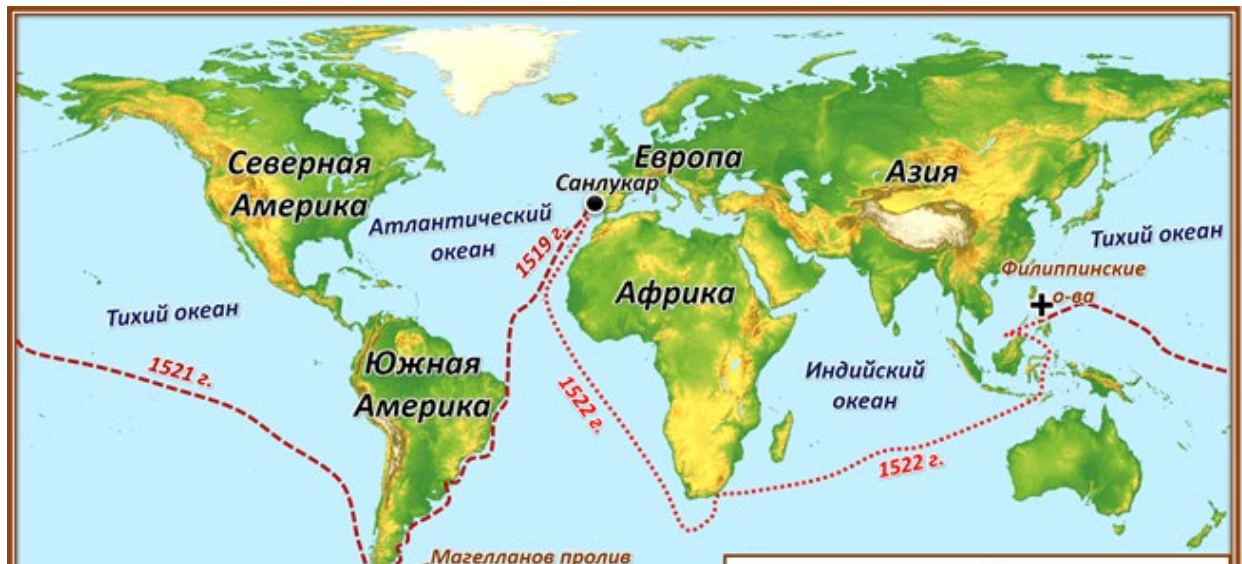 Северная
Америка
Европа
Санлукар
Азия
Атлантический
океан
1519 г.
Тихий океан
Филиппинские
о-ва
Африка
Тихий океан
1521 г.
Южная
Америка
1522 г.
Индийский
океан
1522 г.
Магелланов пролив